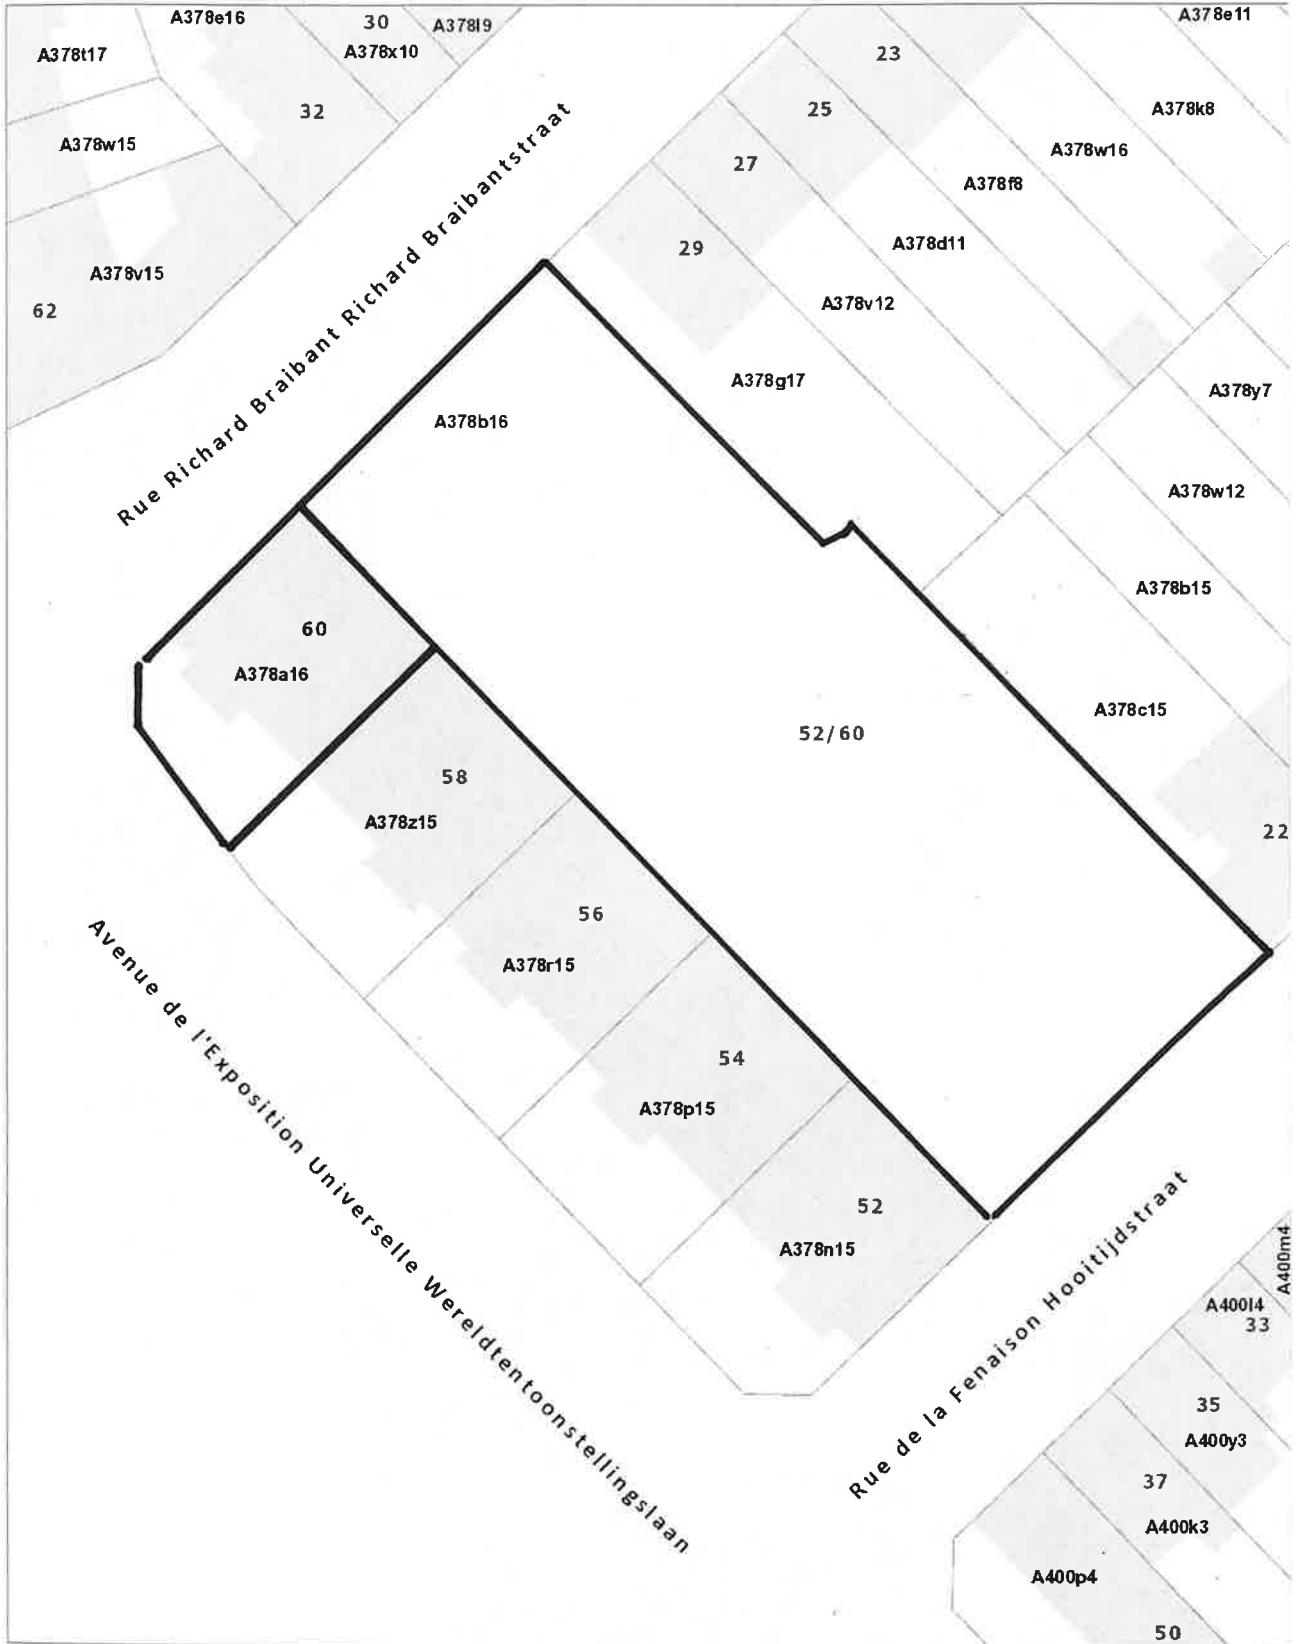 A378e16
30
A378l9
A378e11
A378t17
A378x10
23
32
25
A378k8
A378w15
27
A378w16
A378f8
29
A378d11
A378v15
62
A378v12
Rue Richard Braibant Richard Braibantstraat
A378g17
A378y7
A378b16
A378w12
A378b15
60
A378a16
A378c15
52/60
58
A378z15
22
56
A378r15
54
A378p15
52
A378n15
Avenue de l'Exposition Universelle Wereldtentoonstellingslaan
Rue de la Fenaison Hooitijdstraat
A400m4
A400l4
33
35
A400y3
37
A400k3
A400p4
50